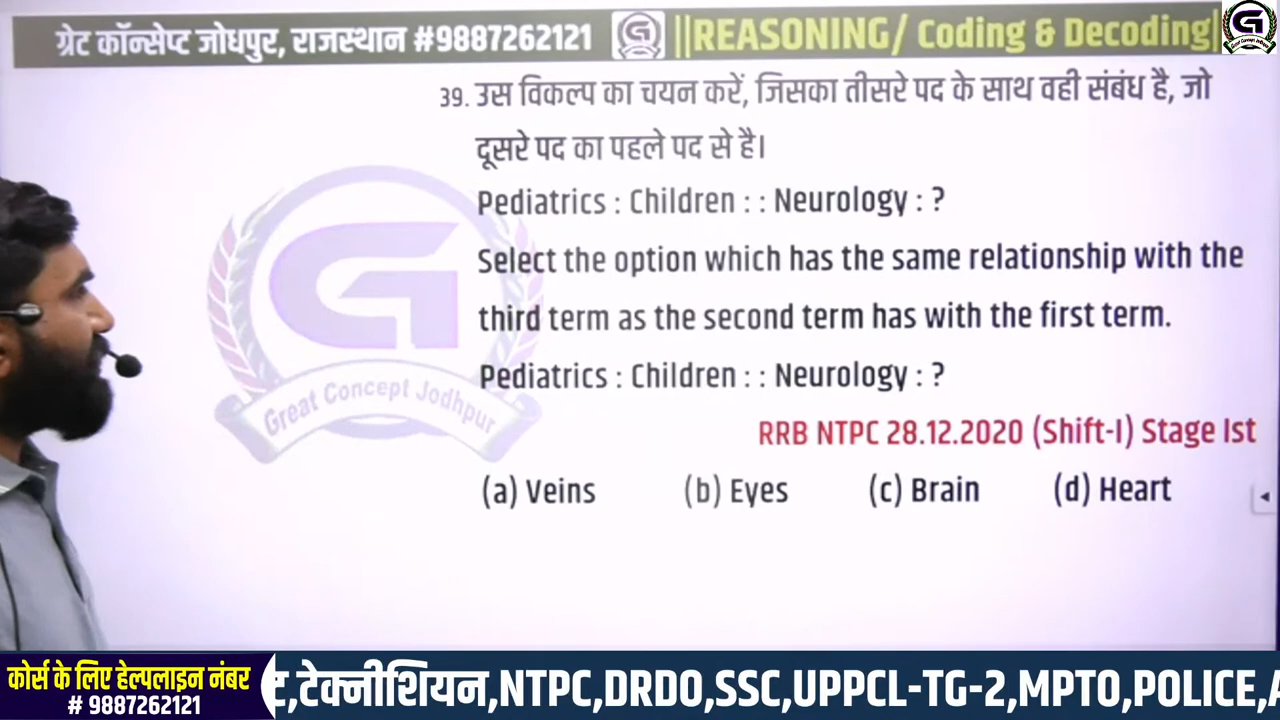 ग्रेट कॉन्सेप्ट जोधपुर, राजस्थान #9887262121 ||REASONING/ Coding & Decoding|
39. उस विकल्प का चयन करें, जिसका तीसरे पद के साथ वही संबंध है, जो
दूसरे पद का पहले पद से है।
Pediatrics : Children : : Neurology : ?
Select the option which has the same relationship with the
third term as the second term has with the first term.
Pediatrics : Children : : Neurology : ?
Great Concept Jodhpur
RRB NTPC 28.12.2020 (Shift-I) Stage Ist
(a) Veins (b) Eyes (c) Brain (d) Heart
कोर्स के लिए हेल्पलाइन नंबर
# 9887262121
,टेक्नीशियन,NTPC,DRDO,SSC,UPPCL-TG-2,MPTO,POLICE,